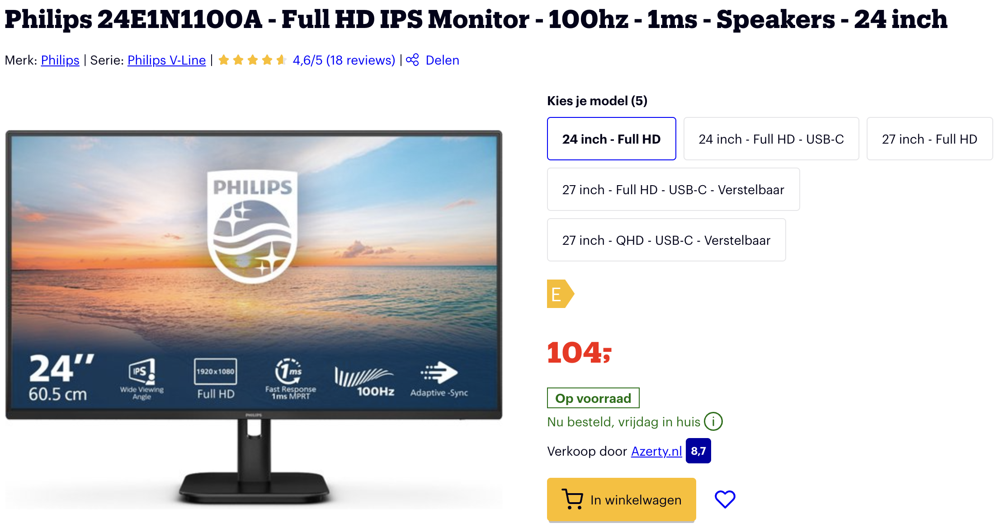 Philips 24E1N1100A - Full HD IPS Monitor - 100hz - 1ms - Speakers - 24 inch
Merk: Philips | Serie: Philips V-Line | 4,6/5 (18 reviews) | Delen
PHILIPS
24”
60.5 cm
IPS
Wide Viewing
Angle
1920x1080
Full HD
1ms
Fast Response
1ms MPRT
100Hz
Adaptive -Sync
PHILIPS
Kies je model (5)
24 inch - Full HD
24 inch - Full HD - USB-C
27 inch - Full HD
27 inch - Full HD - USB-C - Verstelbaar
27 inch - QHD - USB-C - Verstelbaar
E
104,-
Op voorraad
Nu besteld, vrijdag in huis i
Verkoop door Azerty.nl 8,7
In winkelwagen